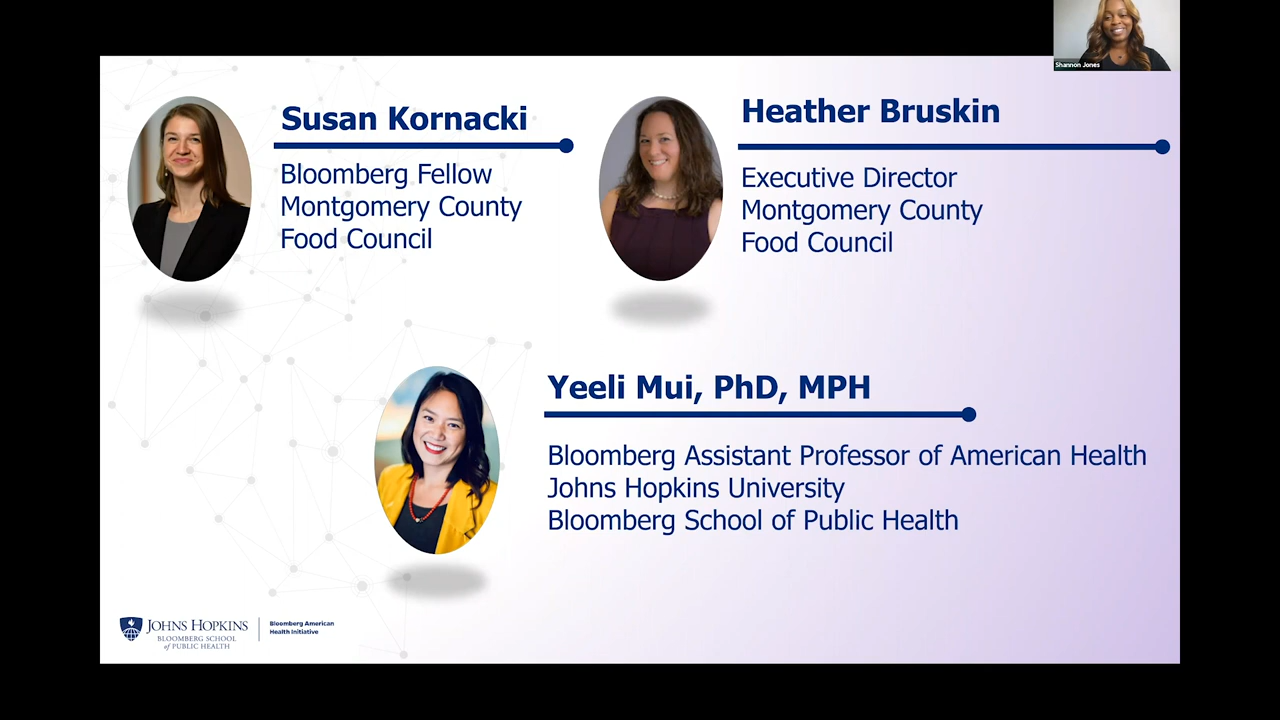 Shannon Jones
Susan Kornacki
Bloomberg Fellow
Montgomery County
Food Council
Heather Bruskin
Executive Director
Montgomery County
Food Council
Yeeli Mui, PhD, MPH
Bloomberg Assistant Professor of American Health
Johns Hopkins University
Bloomberg School of Public Health
JOHNS HOPKINS
BLOOMBERG SCHOOL
of PUBLIC HEALTH
Bloomberg American
Health Initiative